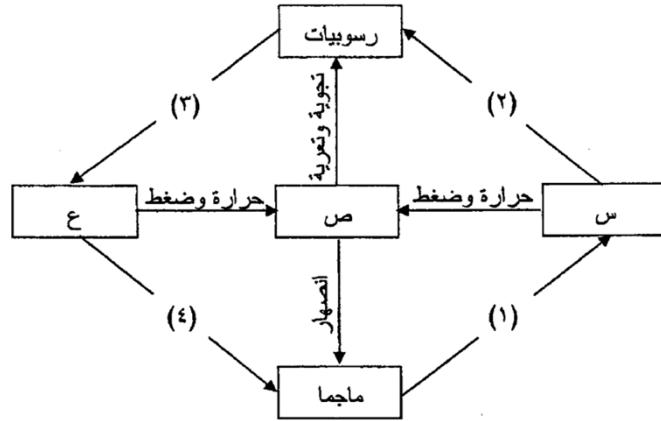 رسوبيات
(٣)
(٢)
تجوية وتعرية
ع
حرارة وضغط
ص
حرارة وضغط
س
(٤)
انصهار
(١)
ماجما